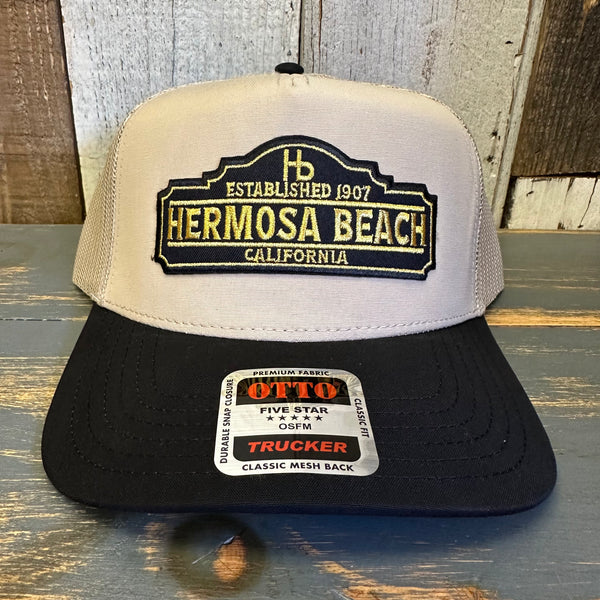 Hb
ESTABLISHED 1907
HERMOSA BEACH
CALIFORNIA
PREMIUM FABRIC
DURABLE SNAP CLOSURE
OTTO
FIVE STAR
★★★★★
OSFM
TRUCKER
CLASSIC FIT
CLASSIC MESH BACK